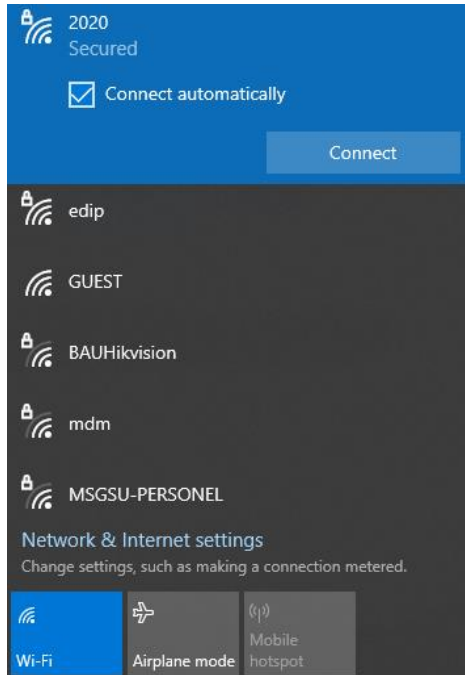 2020
Secured
Connect automatically
Connect
edip
GUEST
BAUHikvision
mdm
MSGSU-PERSONEL
Network & Internet settings
Change settings, such as making a connection metered.
Wi-Fi
Airplane mode
Mobile
hotspot